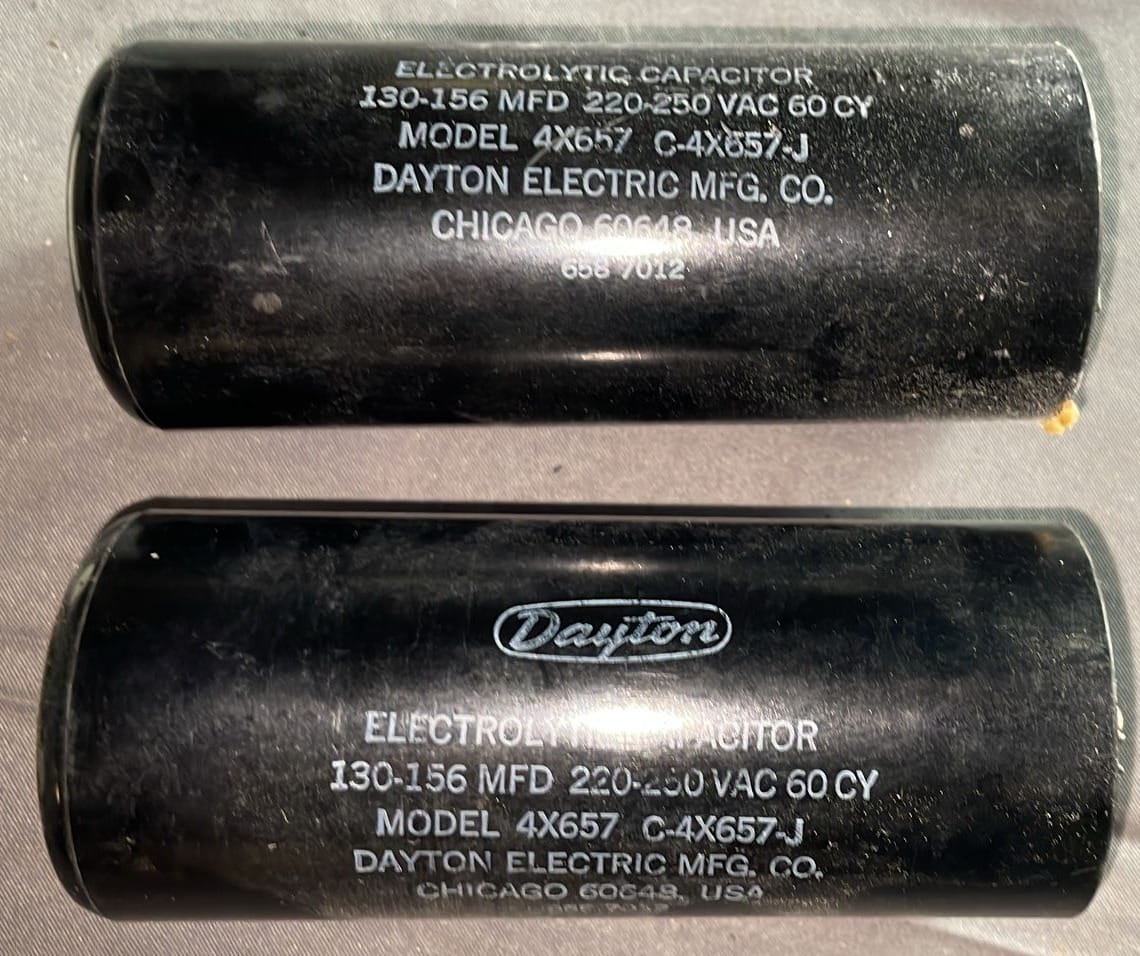 ELECTROLYTIC CAPACITOR
130-156 MFD 220-250 VAC 60 CY
MODEL 4X657 C-4X657-J
DAYTON ELECTRIC MFG. CO.
CHICAGO 60648, USA
658 7012
Dayton
ELECTROLYTIC CAPACITOR
130-156 MFD 220-250 VAC 60 CY
MODEL 4X657 C-4X657-J
DAYTON ELECTRIC MFG. CO.
CHICAGO 60648, USA